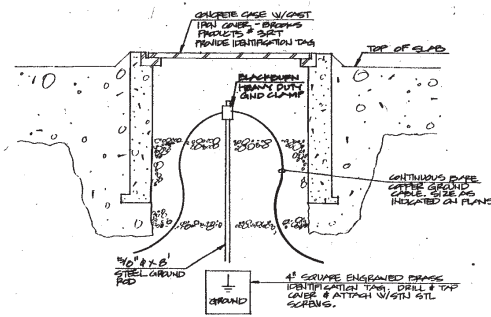 CONCRETE CASE W/CAST
IRON COVER - BROOKS
PRODUCTS # 3RT
PROVIDE IDENTIFICATION TAG
TOP OF SLAB
BLACKBURN
HEAVY DUTY
GND CLAMP
CONTINUOUS BARE
COPPER GROUND
CABLE. SIZE AS
INDICATED ON PLANS
5/8" φ X 8'
STEEL GROUND
ROD
GROUND
4" SQUARE ENGRAVED BRASS
IDENTIFICATION TAG. DRILL & TAP
COVER & ATTACH W/STN STL
SCREWS.